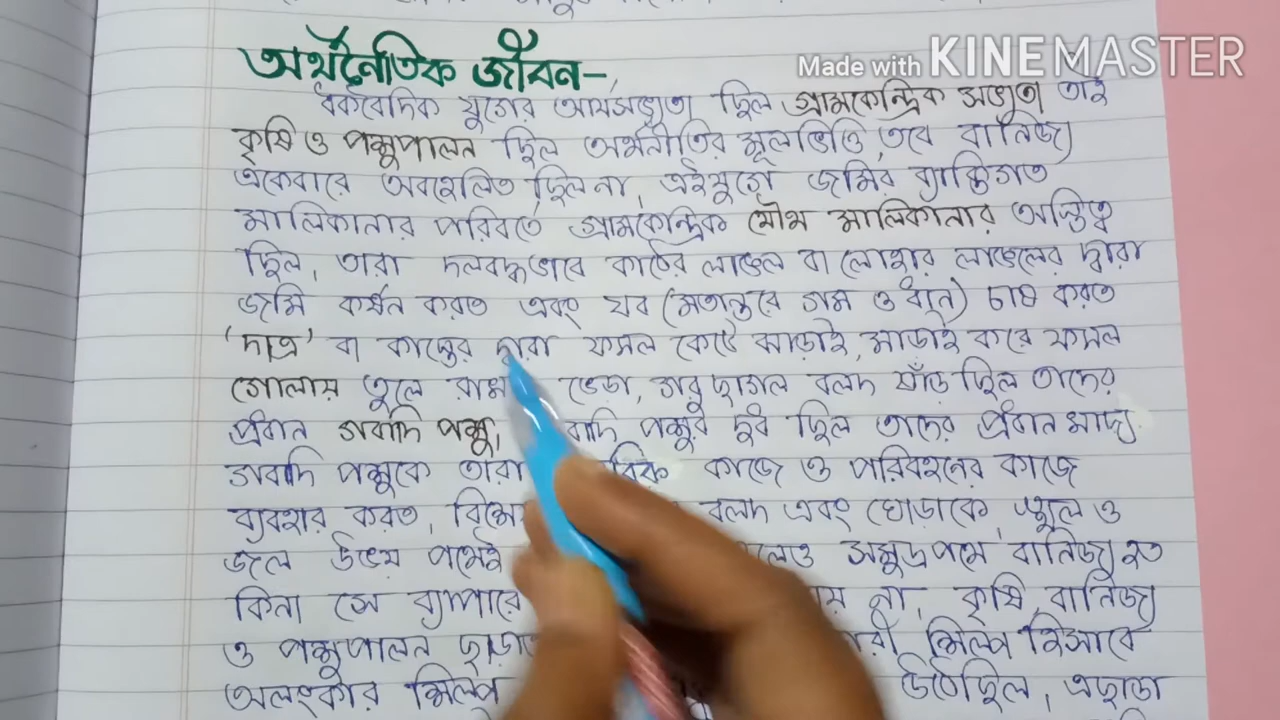 Made with KINEMASTER
অর্থনৈতিক জীবন-
ঋকবৈদিক যুগের আর্যসভ্যতা ছিল গ্রামকেন্দ্রিক সভ্যতা তাই
কৃষি ও পশুপালন ছিল অর্থনীতির মূলভিত্তি, তবে বানিজ্য
একেবারে অবহেলিত ছিল না, এইযুগে জমির ব্যাক্তিগত
মালিকানার পরিবর্তে গ্রামকেন্দ্রিক যৌথ মালিকানার অস্তিত্ব
ছিল, তারা দলবদ্ধভাবে কাঠের লাঙল বা লোহার লাঙলের দ্বারা
জমি কর্ষন করত এবং যব (মতান্তরে গম ও ধান) চাষ করত
'দাত্র' বা কাস্তের দ্বারা ফসল কেটে ঝাড়াই, মাড়াই করে ফসল
গোলায় তুলে ভেড়া, গরু ছাগল বলদ ষাঁড় ছিল তাদের
প্রধান গবাদি পশু, পশুর দুধ ছিল তাদের প্রধান খাদ্য
গবাদি পশুকে তারা কাজে ও পরিবহনের কাজে
ব্যবহার করত, বলদ এবং ঘোড়াকে, স্থুল ও
জল উভয় পথেই সমুদ্রপথে বানিজ্য হত
কিনা সে ব্যাপারে না, কৃষি, বানিজ্য
ও পশুপালন শিল্প হিসাবে
অলংকার শিল্প উঠেছিল, এছাড়া